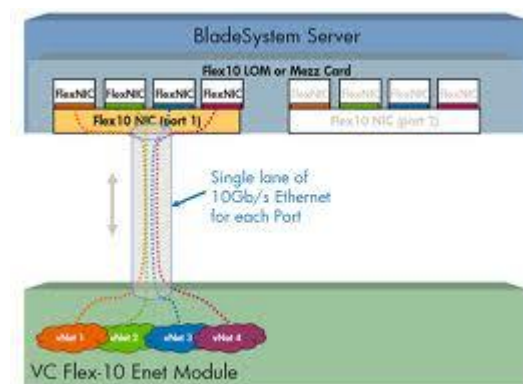 BladeSystem Server
Flex10 LOM or Mezz Card
FlexNIC FlexNIC FlexNIC FlexNIC FlexNIC FlexNIC FlexNIC FlexNIC
Flex10 NIC (port 1) Flex10 NIC (port 2)
Single lane of
10Gb/s Ethernet
for each Port
vNet 1 vNet 2 vNet 3 vNet 4
VC Flex-10 Enet Module